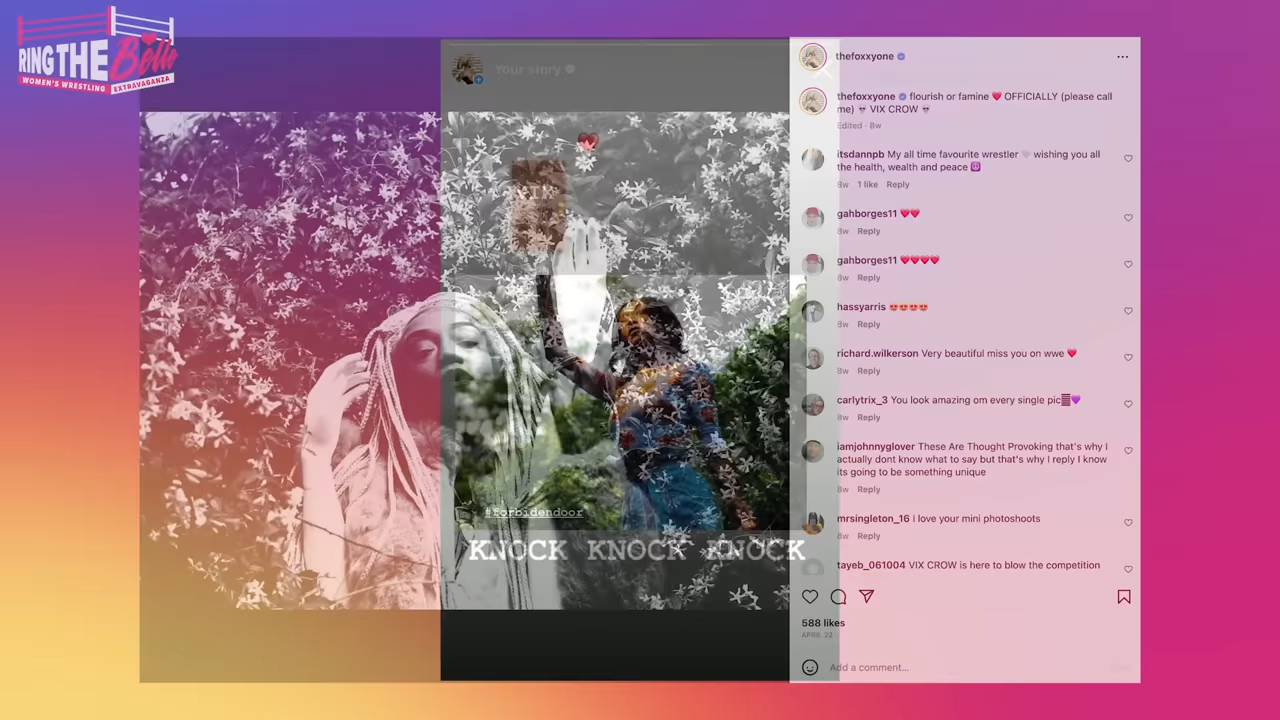 RING THE Belle
WOMEN'S WRESTLING EXTRAVAGANZA
Your story
#forbidendoor
KNOCK KNOCK KNOCK
thefoxxyone
thefoxxyone flourish or famine ❤️ OFFICIALLY (please call
me) 💀 VIX CROW 💀
Edited · 8w
itsdannpb My all time favourite wrestler 🤍 wishing you all
the health, wealth and peace ☮️
8w 1 like Reply
gahborges11 ❤️❤️
8w Reply
gahborges11 ❤️❤️❤️❤️
8w Reply
hassyarris 😍😍😍😍
8w Reply
richard.wilkerson Very beautiful miss you on wwe ❤️
8w Reply
carlytrix_3 You look amazing om every single pic💜
8w Reply
iamjohnnyglover These Are Thought Provoking that's why I
actually dont know what to say but that's why I reply I know
its going to be something unique
8w Reply
mrsingleton_16 i love your mini photoshoots
8w Reply
tayeb_061004 VIX CROW is here to blow the competition
588 likes
APRIL 22
Add a comment...